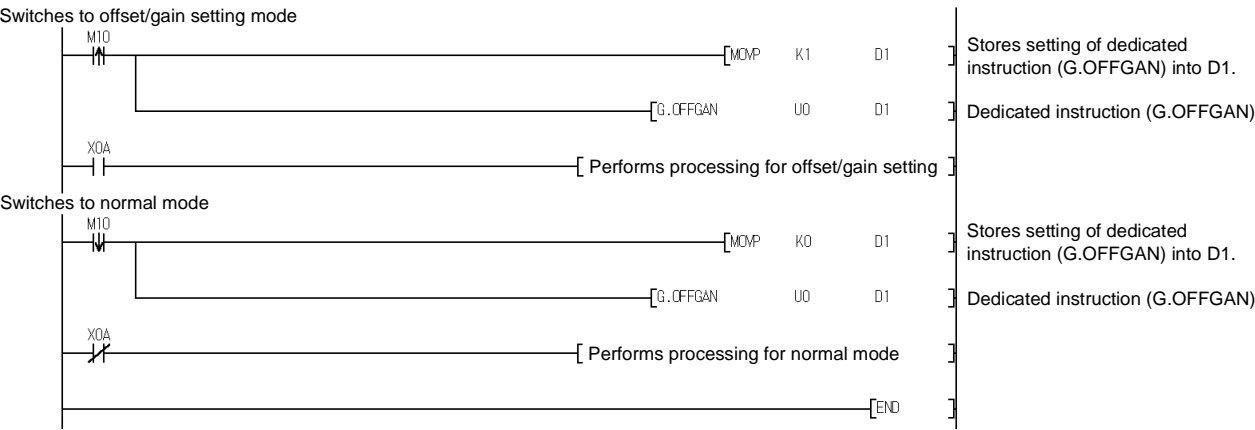 Switches to offset/gain setting mode
M10
MOVP K1 D1
Stores setting of dedicated
instruction (G.OFFGAN) into D1.
G.OFFGAN U0 D1
Dedicated instruction (G.OFFGAN)
X0A
Performs processing for offset/gain setting
Switches to normal mode
M10
MOVP K0 D1
Stores setting of dedicated
instruction (G.OFFGAN) into D1.
G.OFFGAN U0 D1
Dedicated instruction (G.OFFGAN)
X0A
Performs processing for normal mode
END